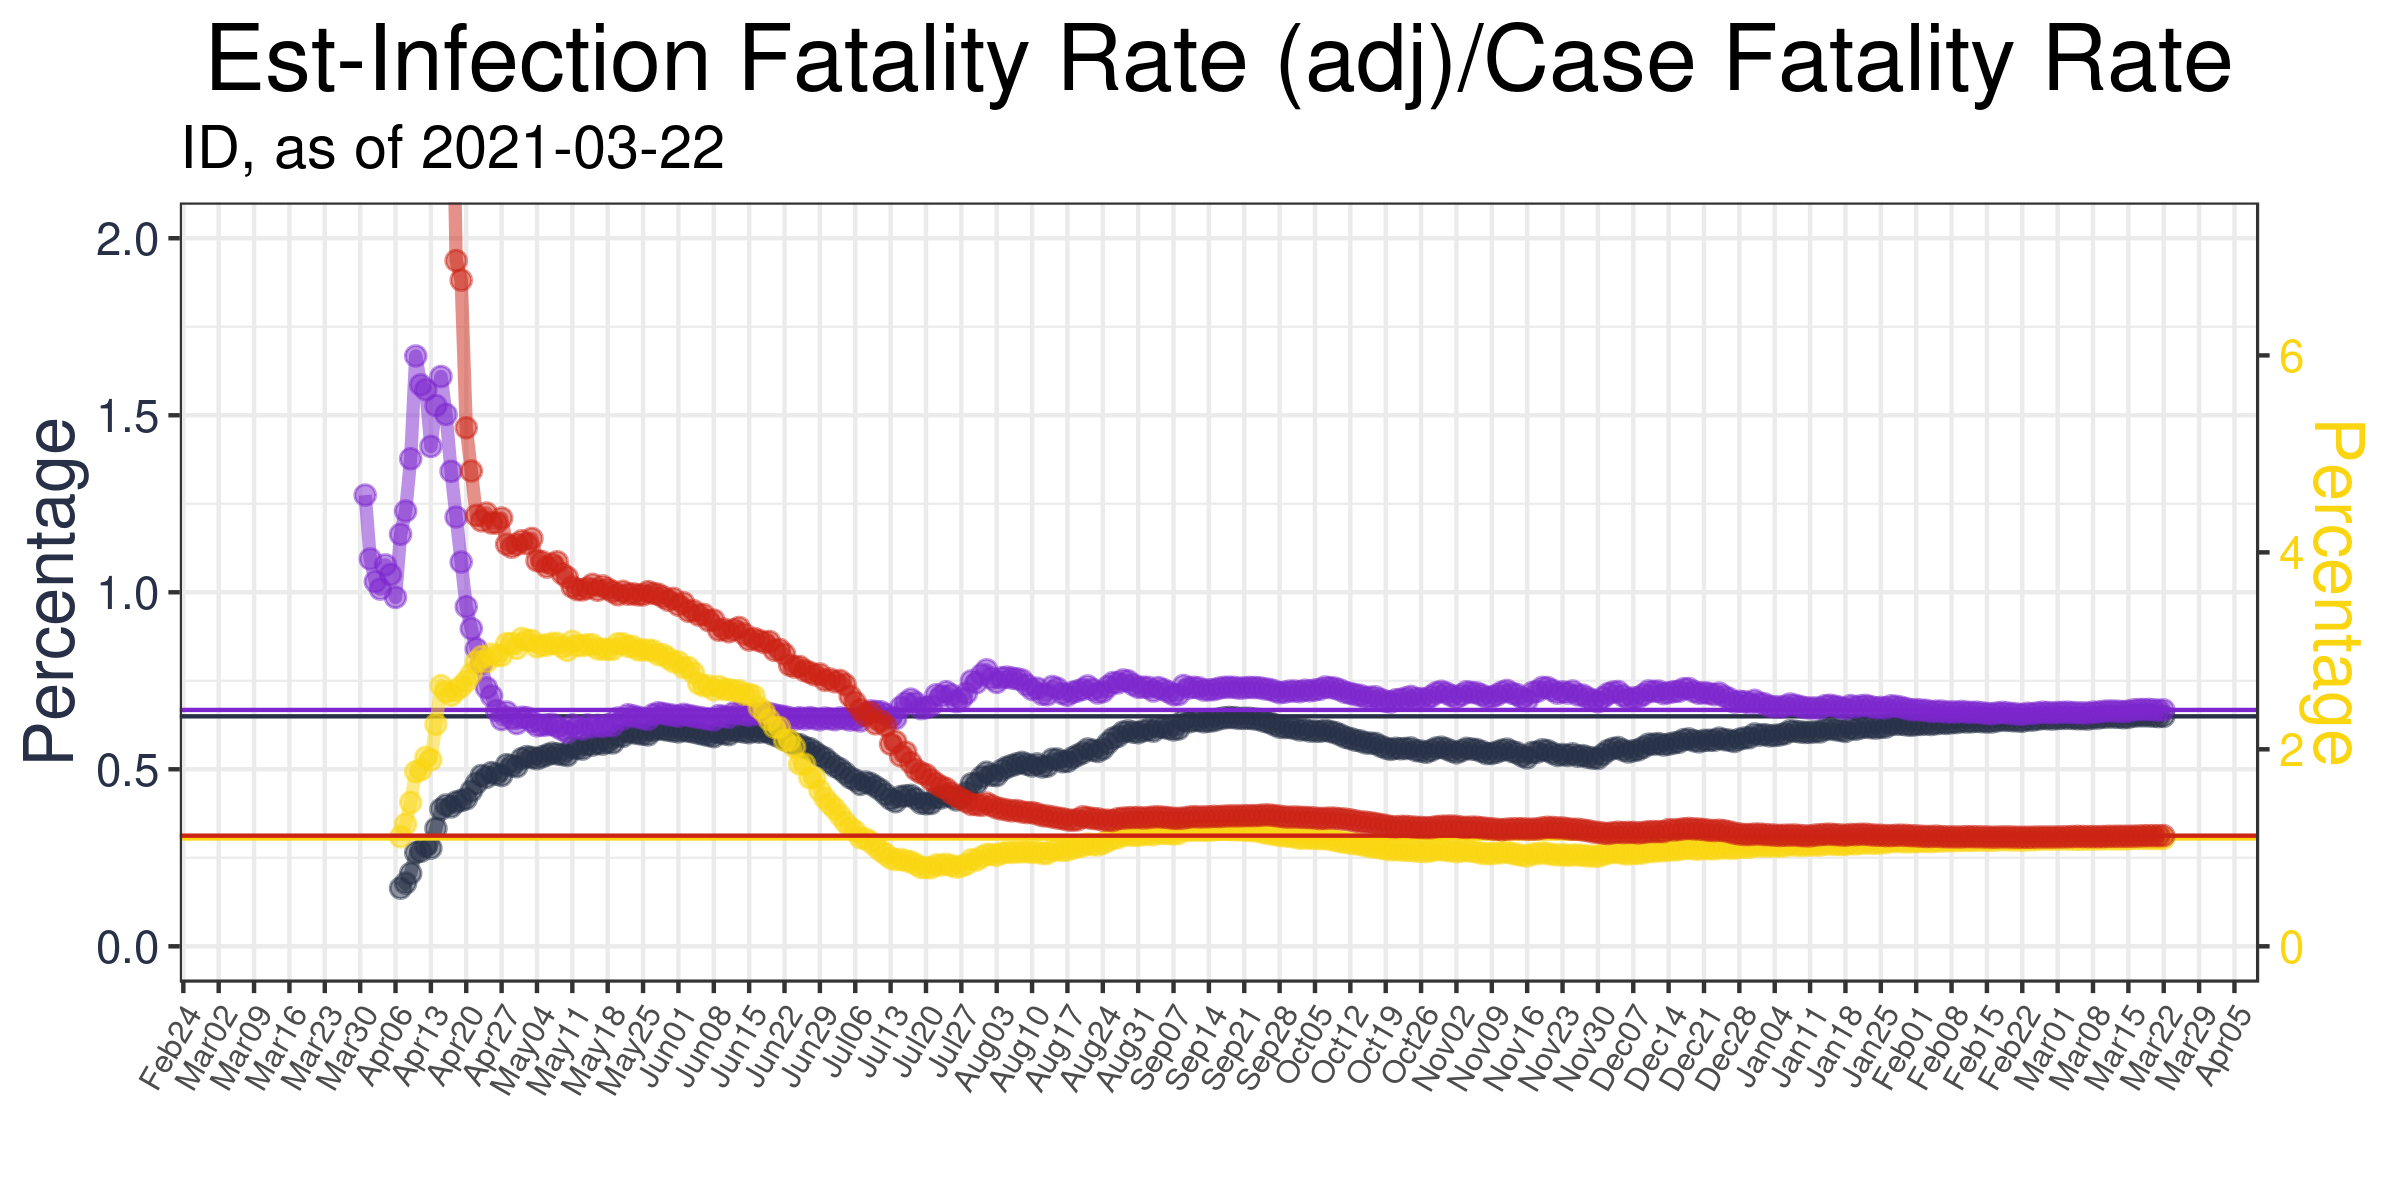 Est-Infection Fatality Rate (adj)/Case Fatality Rate
ID, as of 2021-03-22
Percentage
2.0
1.5
1.0
0.5
0.0
6
4
2
0
Percentage
Feb24
Mar02
Mar09
Mar16
Mar23
Mar30
Apr06
Apr13
Apr20
Apr27
May04
May11
May18
May25
Jun01
Jun08
Jun15
Jun22
Jun29
Jul06
Jul13
Jul20
Jul27
Aug03
Aug10
Aug17
Aug24
Aug31
Sep07
Sep14
Sep21
Sep28
Oct05
Oct12
Oct19
Oct26
Nov02
Nov09
Nov16
Nov23
Nov30
Dec07
Dec14
Dec21
Dec28
Jan04
Jan11
Jan18
Jan25
Feb01
Feb08
Feb15
Feb22
Mar01
Mar08
Mar15
Mar22
Mar29
Apr05